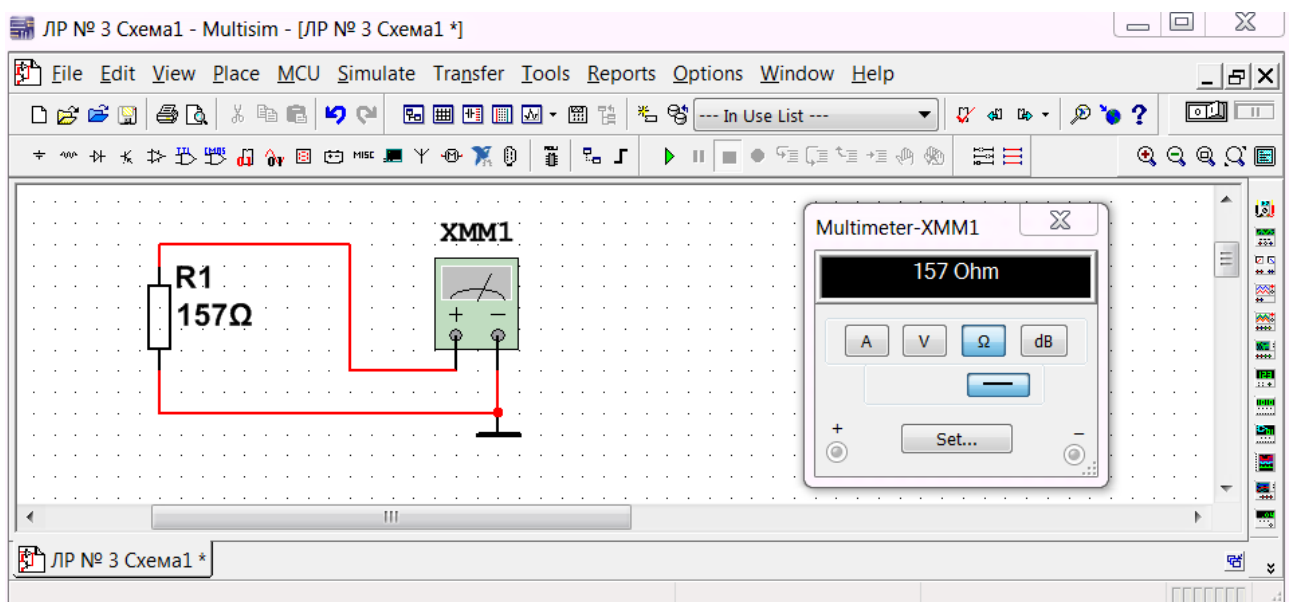 ЛР № 3 Схема1 - Multisim - [ЛР № 3 Схема1 *]
File Edit View Place MCU Simulate Transfer Tools Reports Options Window Help
--- In Use List ---
MISC
XMM1
R1
157Ω
+ −
Multimeter-XMM1
157 Ohm
A V Ω dB
+ Set... −
ЛР № 3 Схема1 *